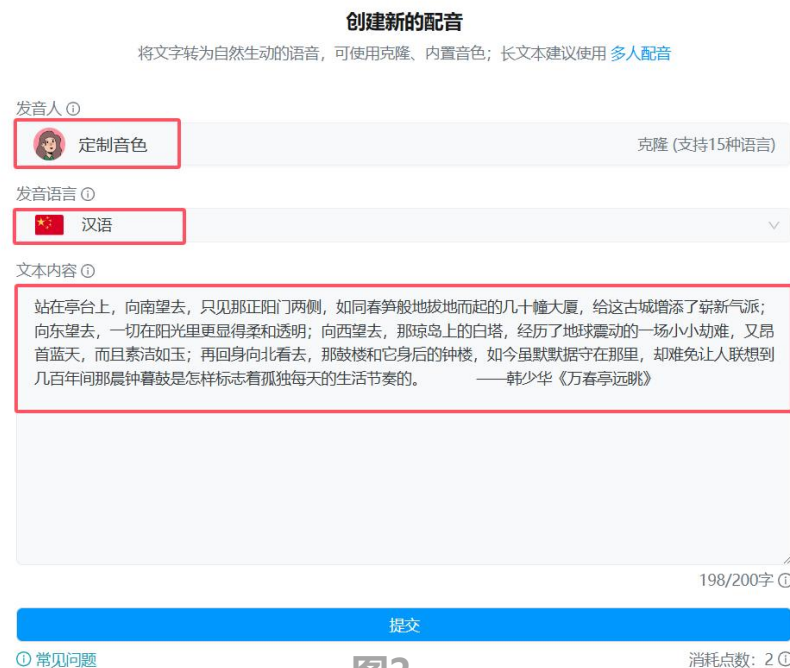 创建新的配音
将文字转为自然生动的语音，可使用克隆、内置音色；长文本建议使用 多人配音
发音人
定制音色 克隆 (支持15种语言)
发音语言
汉语
文本内容
站在亭台上，向南望去，只见那正阳门两侧，如同春笋般地拔地而起的几十幢大厦，给这古城增添了崭新气派；
向东望去，一切在阳光里更显得柔和透明；向西望去，那琼岛上的白塔，经历了地球震动的一场小小劫难，又昂
首蓝天，而且素洁如玉；再回身向北看去，那鼓楼和它身后的钟楼，如今虽默默据守在那里，却难免让人联想到
几百年间那晨钟暮鼓是怎样标志着孤独每天的生活节奏的。 ——韩少华《万春亭远眺》
198/200字
提交
常见问题 消耗点数：2